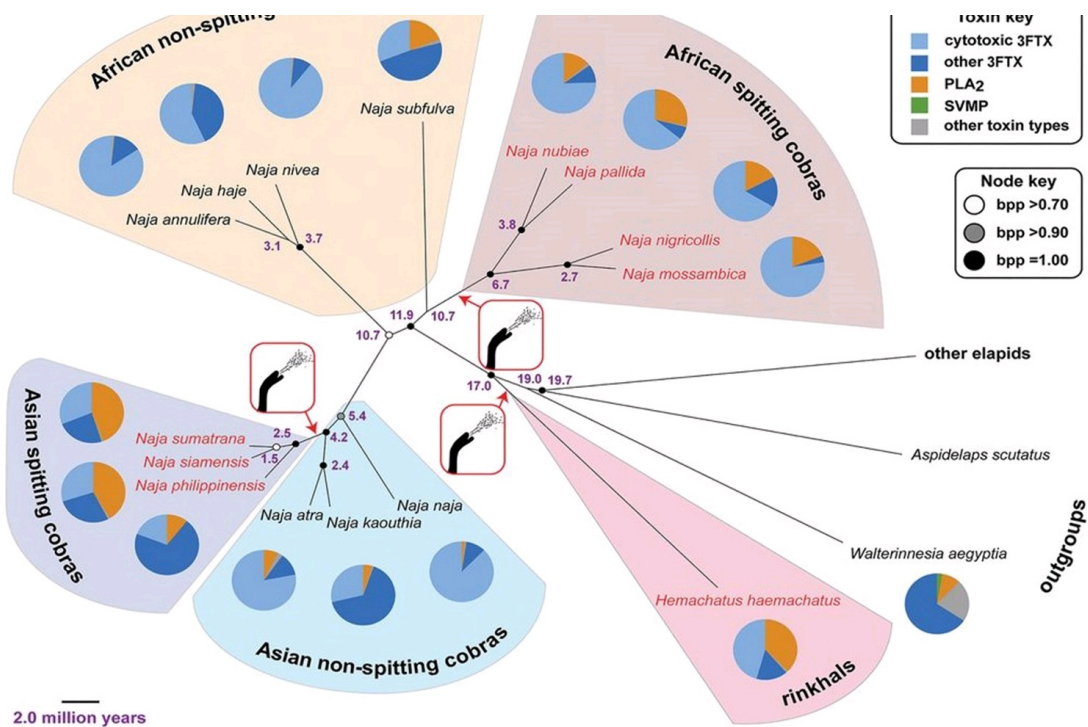 African non-spitting
Naja subfulva
Naja nivea
Naja haje
Naja annulifera
3.1
3.7
African spitting cobras
Naja nubiae
Naja pallida
3.8
Naja nigricollis
Naja mossambica
6.7
2.7
Toxin key
cytotoxic 3FTX
other 3FTX
PLA2
SVMP
other toxin types
Node key
bpp >0.70
bpp >0.90
bpp =1.00
10.7
11.9
10.7
17.0
19.0
19.7
other elapids
Aspidelaps scutatus
Walterinnesia aegyptia
outgroups
Hemachatus haemachatus
rinkhals
Asian spitting cobras
Naja sumatrana
Naja siamensis
Naja philippinensis
2.5
1.5
5.4
4.2
2.4
Naja atra
Naja kaouthia
Naja naja
Asian non-spitting cobras
2.0 million years